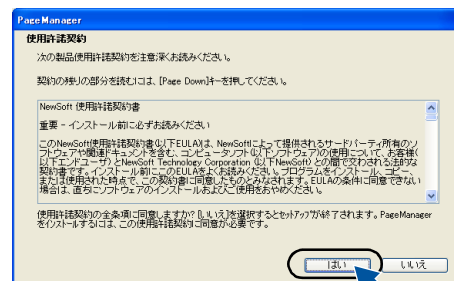 PageManager
使用許諾契約
次の製品使用許諾契約を注意深くお読みください。
契約の残りの部分を読むには、[Page Down]キーを押してください。
NewSoft 使用許諾契約書
重要 - インストール前に必ずお読みください
このNewSoft使用許諾契約書(以下EULA)は、NewSoftによって提供されるサードパーティ所有のソ
フトウェアや関連ドキュメントを含む、コンピュータソフト(以下ソフトウェア)の使用について、お客様(
以下エンドユーザ)とNewSoft Technology Corporation (以下NewSoft)との間で交わされる法的な
契約書です。インストール前にこのEULAをよくお読みください。プログラムをインストール、コピー、
または使用された時点で、この契約書に同意したものとみなされます。EULAの条件に同意できない
場合は、直ちにソフトウェアのインストールおよびご使用をおやめください。
使用許諾契約の全条項に同意しますか? [いいえ]を選択するとセットアップが終了されます。PageManager
をインストールするには、この使用許諾契約に同意が必要です。
はい
いいえ